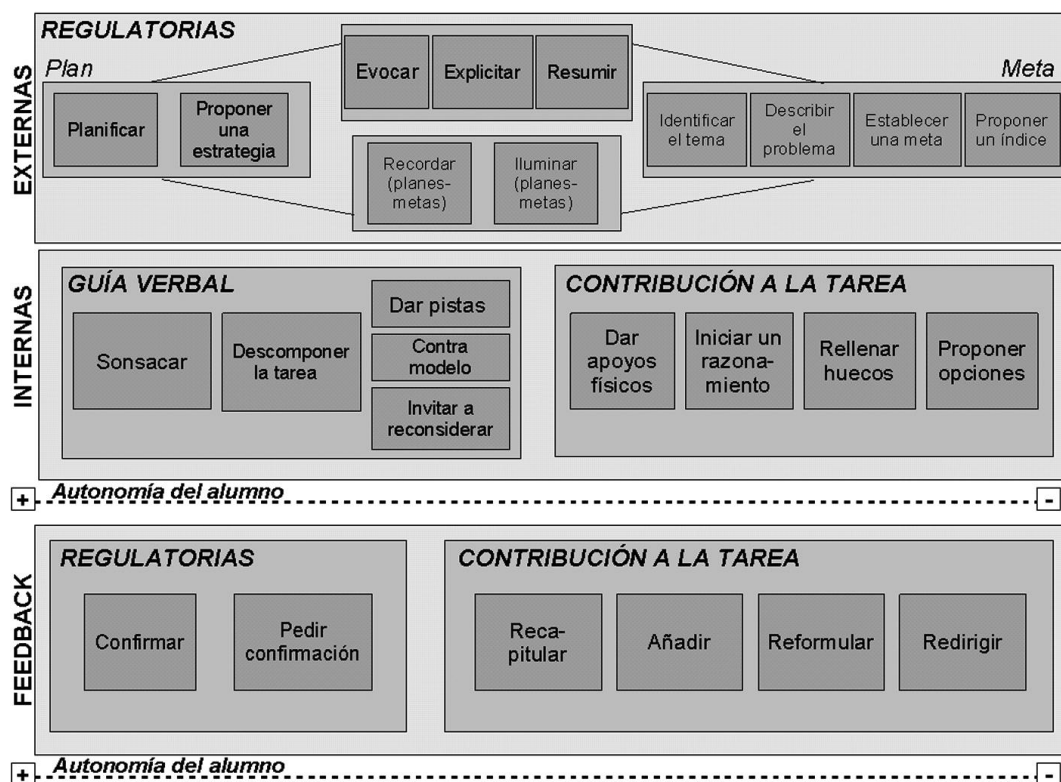 REGULATORIAS
EXTERNAS
Plan
Planificar
Proponer
una
estrategia
Evocar
Explicitar
Resumir
Recordar
(planes-
metas)
Iluminar
(planes-
metas)
Meta
Identificar
el tema
Describir
el
problema
Establecer
una meta
Proponer
un índice
INTERNAS
GUÍA VERBAL
Sonsacar
Descomponer
la tarea
Dar pistas
Contra
modelo
Invitar a
reconsiderar
CONTRIBUCIÓN A LA TAREA
Dar
apoyos
físicos
Iniciar un
razona-
miento
Rellenar
huecos
Proponer
opciones
+ Autonomía del alumno -
FEEDBACK
REGULATORIAS
Confirmar
Pedir
confirmación
CONTRIBUCIÓN A LA TAREA
Reca-
pitular
Añadir
Reformular
Redirigir
+ Autonomía del alumno -